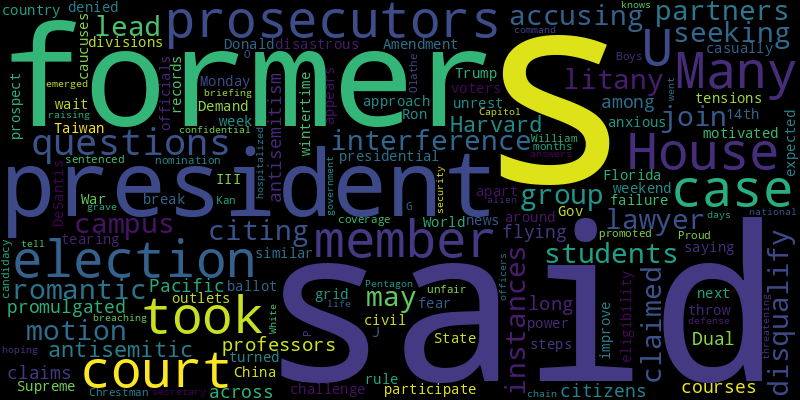 country denied
lead
prosecutors
accusing partners
knows
caucuses
divisions
Donald disastrous Amendment
command
seeking
casually
former S U Many
Boys
prospect
emerged
officials
records
Monday
briefing
O
wintertime
appears
Trump
voters
Olathe
litany
tensions
raising
wait
Demand
approach
unrest
among
join 14th
Taiwan
confidential
week
antisemitism
Ron
Harvard
Capitol
anxious
motivated
expected
questions
interference
William
months
answers
House
went
sentenced
nomination
hospitalized
presidential
Florida
weekend
president
III
government
apart
alien
group
failure
case
DeSantis
War
grave
break
Kan
coverage
G
security
World news
around
Gov
promoted
lawyer
days
national
campus
tearing
citing
member
flying
Proud
saying
candidacy
tell
election
similar
said
students
disqualify
officers
romantic
Pacific
ballot
Pentagon
grid
life
may
unfair
fear
instances
long
next
throw
defense
threatening
promulgated
outlets
breaching
White
P
took
civil
J
State
power
improve
eligibility
claimed
Dual
motion
hoping
antisemitic
professors
turned
China
steps
claims
court
Supreme
Chrestman
secretary
across
challenge
rule
participate
chain
citizens
courses